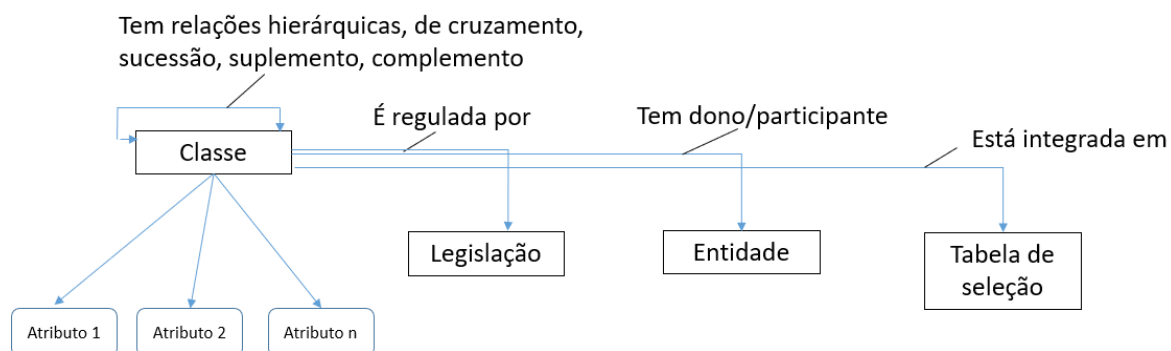 Tem relações hierárquicas, de cruzamento,
sucessão, suplemento, complemento
É regulada por
Tem dono/participante
Está integrada em
Classe
Legislação
Entidade
Tabela de
seleção
Atributo 1
Atributo 2
Atributo n